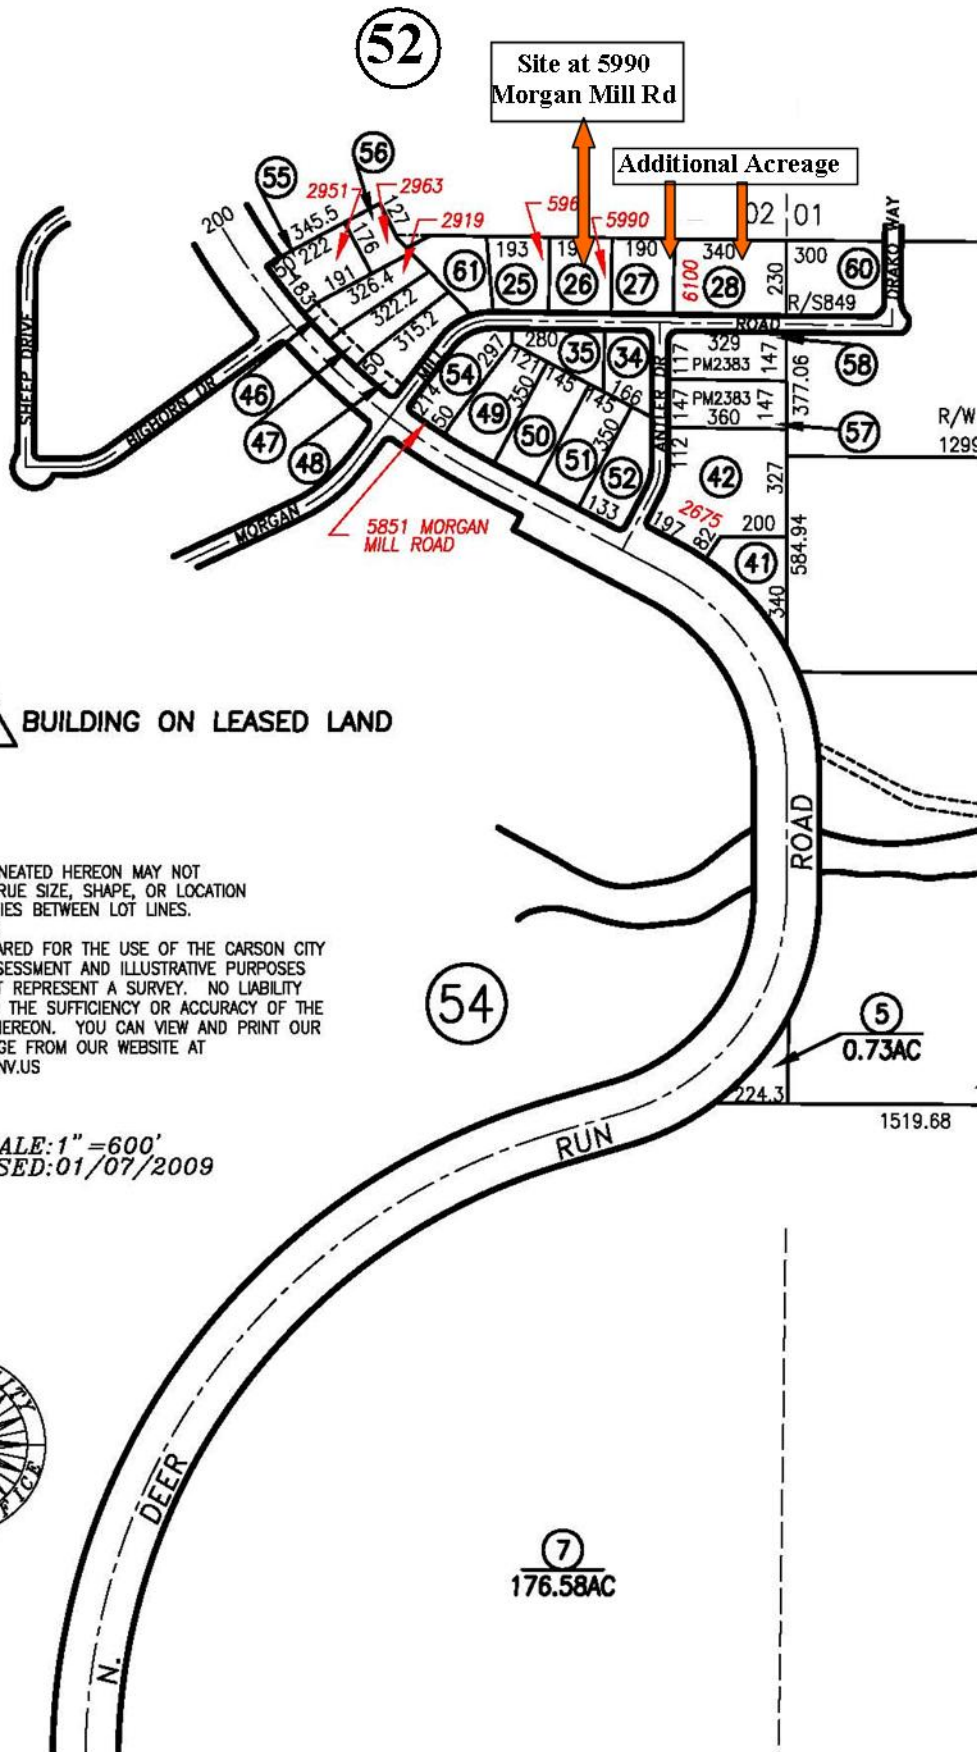 52
Site at 5990
Morgan Mill Rd
Additional Acreage
56
55
2951
2963
200
345.5
127
2919
596
5990
02
01
222
176
50
193
190
340
300
60
DRAKO WAY
183
191
326.4
61
25
26
27
6100
28
230
322.2
R/S849
315.2
ROAD
SHEEP DRIVE
MILL
280
35
34
329
58
50
54
297
121
117
PM2383
147
377.06
46
214
350
145
166
ANTLER DR
BIGHORN DR
60
49
145
147
PM2383
147
R/W
47
50
350
360
57
1299
48
51
112
42
327
52
MORGAN
133
197
2675
200
5851 MORGAN
MILL ROAD
82
41
584.94
340
BUILDING ON LEASED LAND
ROAD
NEATED HEREON MAY NOT
RUE SIZE, SHAPE, OR LOCATION
IES BETWEEN LOT LINES.
ARED FOR THE USE OF THE CARSON CITY
SESSMENT AND ILLUSTRATIVE PURPOSES
T REPRESENT A SURVEY. NO LIABILITY
THE SUFFICIENCY OR ACCURACY OF THE
HEREON. YOU CAN VIEW AND PRINT OUR
GE FROM OUR WEBSITE AT
NV.US
54
5
0.73AC
224.3
1519.68
ALE:1"=600'
SED:01/07/2009
RUN
DEER
N.
7
176.58AC